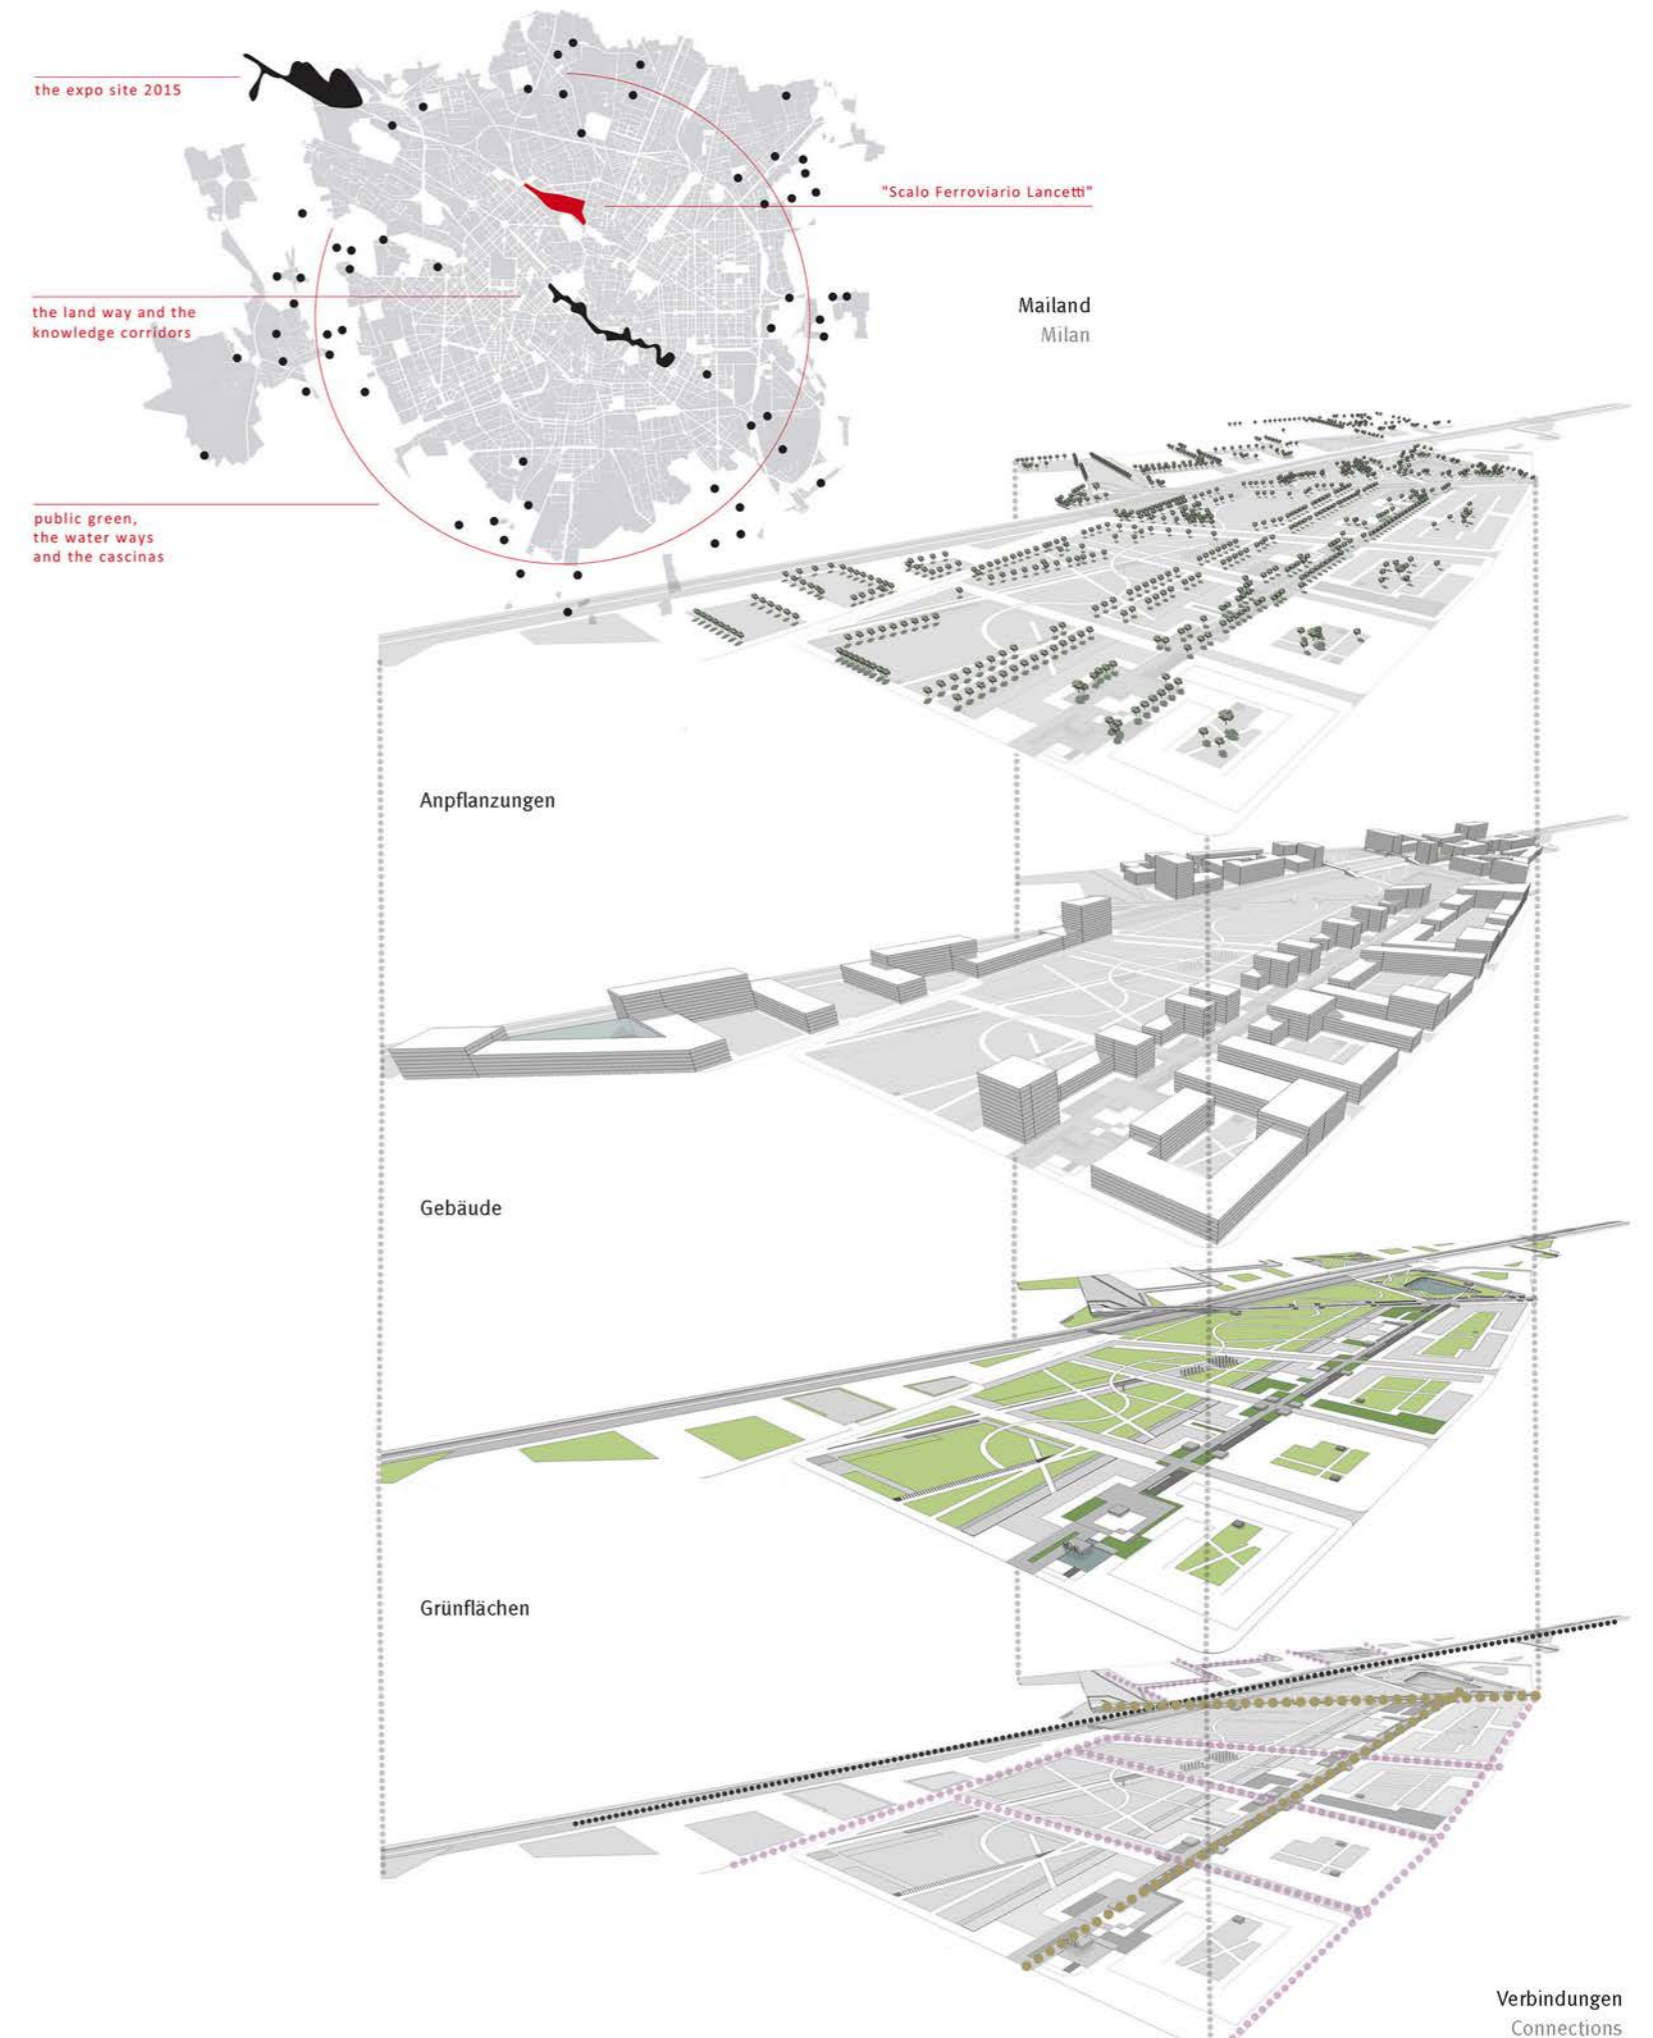 the expo site 2015
"Scalo Ferroviario Lancetti"
the land way and the
knowledge corridors
Mailand
Milan
public green,
the water ways
and the cascinas
Anpflanzungen
Gebäude
Grünflächen
Verbindungen
Connections